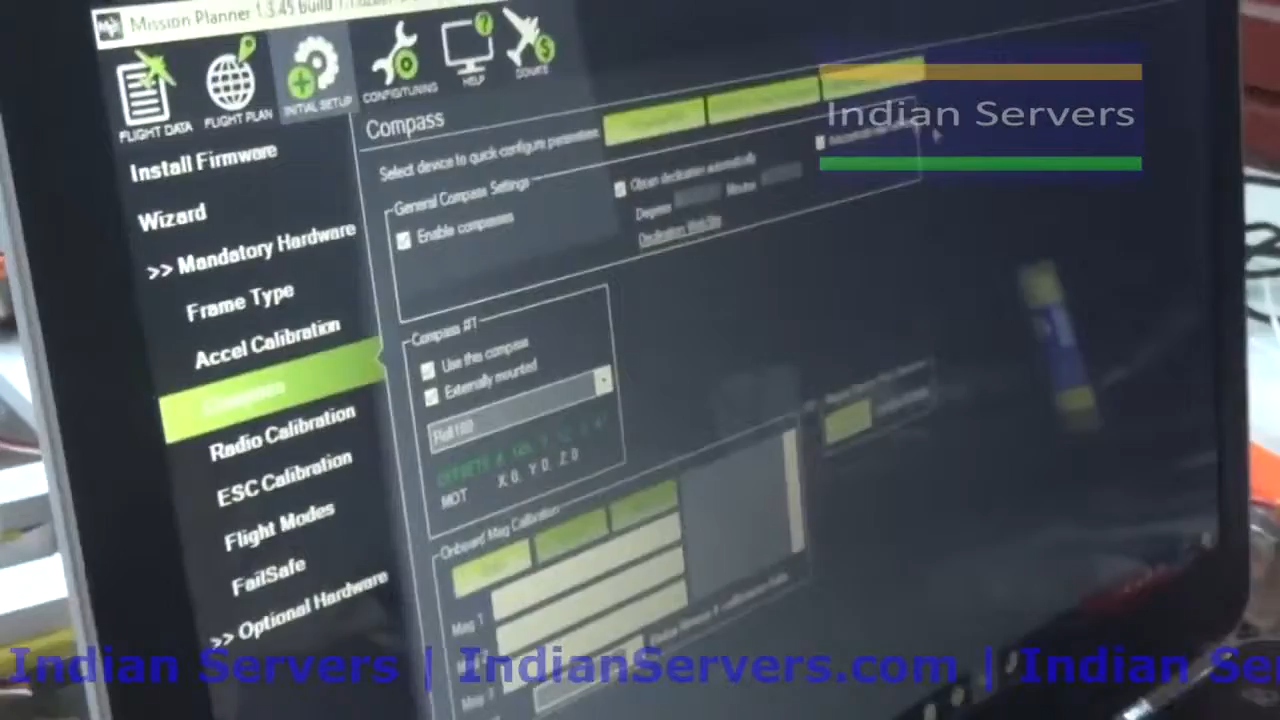 Mission Planner 1.3.45 build
FLIGHT DATA
FLIGHT PLAN
INITIAL SETUP
CONFIG/TUNING
HELP
DONATE
Indian Servers
Install Firmware
Wizard
>> Mandatory Hardware
Frame Type
Accel Calibration
Radio Calibration
ESC Calibration
Flight Modes
FailSafe
>> Optional Hardware
Compass
Select device to quick configure parameters
General Compass Settings
Enable compasses
Obtain declination automatically
Degrees
Minutes
Declination WebSite
Compass #1
Use this compass
Externally mounted
Roll180
OFFSETS
MOT X 0, Y 0, Z 0
Onboard Mag Calibration
Mag 1
Indian Servers | IndianServers.com | Indian Se